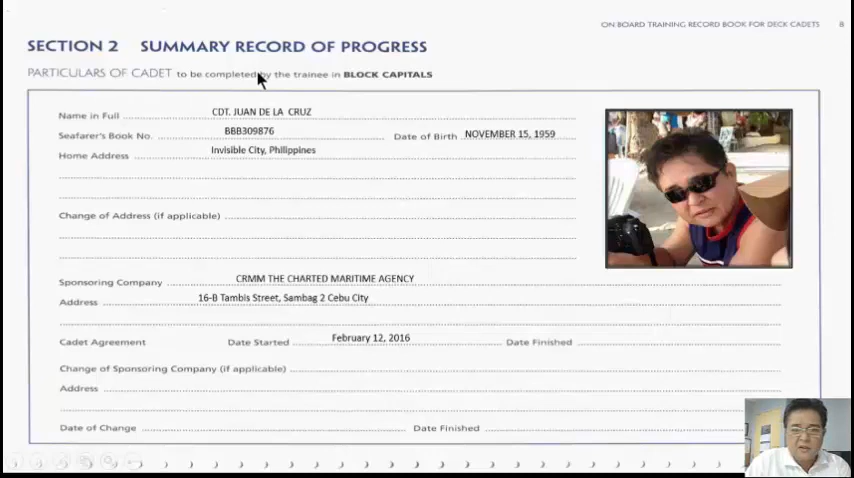 ON BOARD TRAINING RECORD BOOK FOR DECK CADETS 8
SECTION 2 SUMMARY RECORD OF PROGRESS
PARTICULARS OF CADET to be completed by the trainee in BLOCK CAPITALS
Name in Full CDT. JUAN DE LA CRUZ
Seafarer's Book No. BBB309876 Date of Birth NOVEMBER 15, 1959
Home Address Invisible City, Philippines
Change of Address (if applicable)
Sponsoring Company CRMM THE CHARTED MARITIME AGENCY
Address 16-B Tambis Street, Sambag 2 Cebu City
Cadet Agreement Date Started February 12, 2016 Date Finished
Change of Sponsoring Company (if applicable)
Address
Date of Change Date Finished